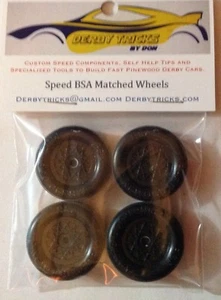 DERBY TRICKS
BY DON
Custom Speed Components, Self Help Tips and
Specialized Tools to Build Fast Pinewood Derby Cars.
Speed BSA Matched Wheels
Derbytricks@gmail.com Derbytricks.com